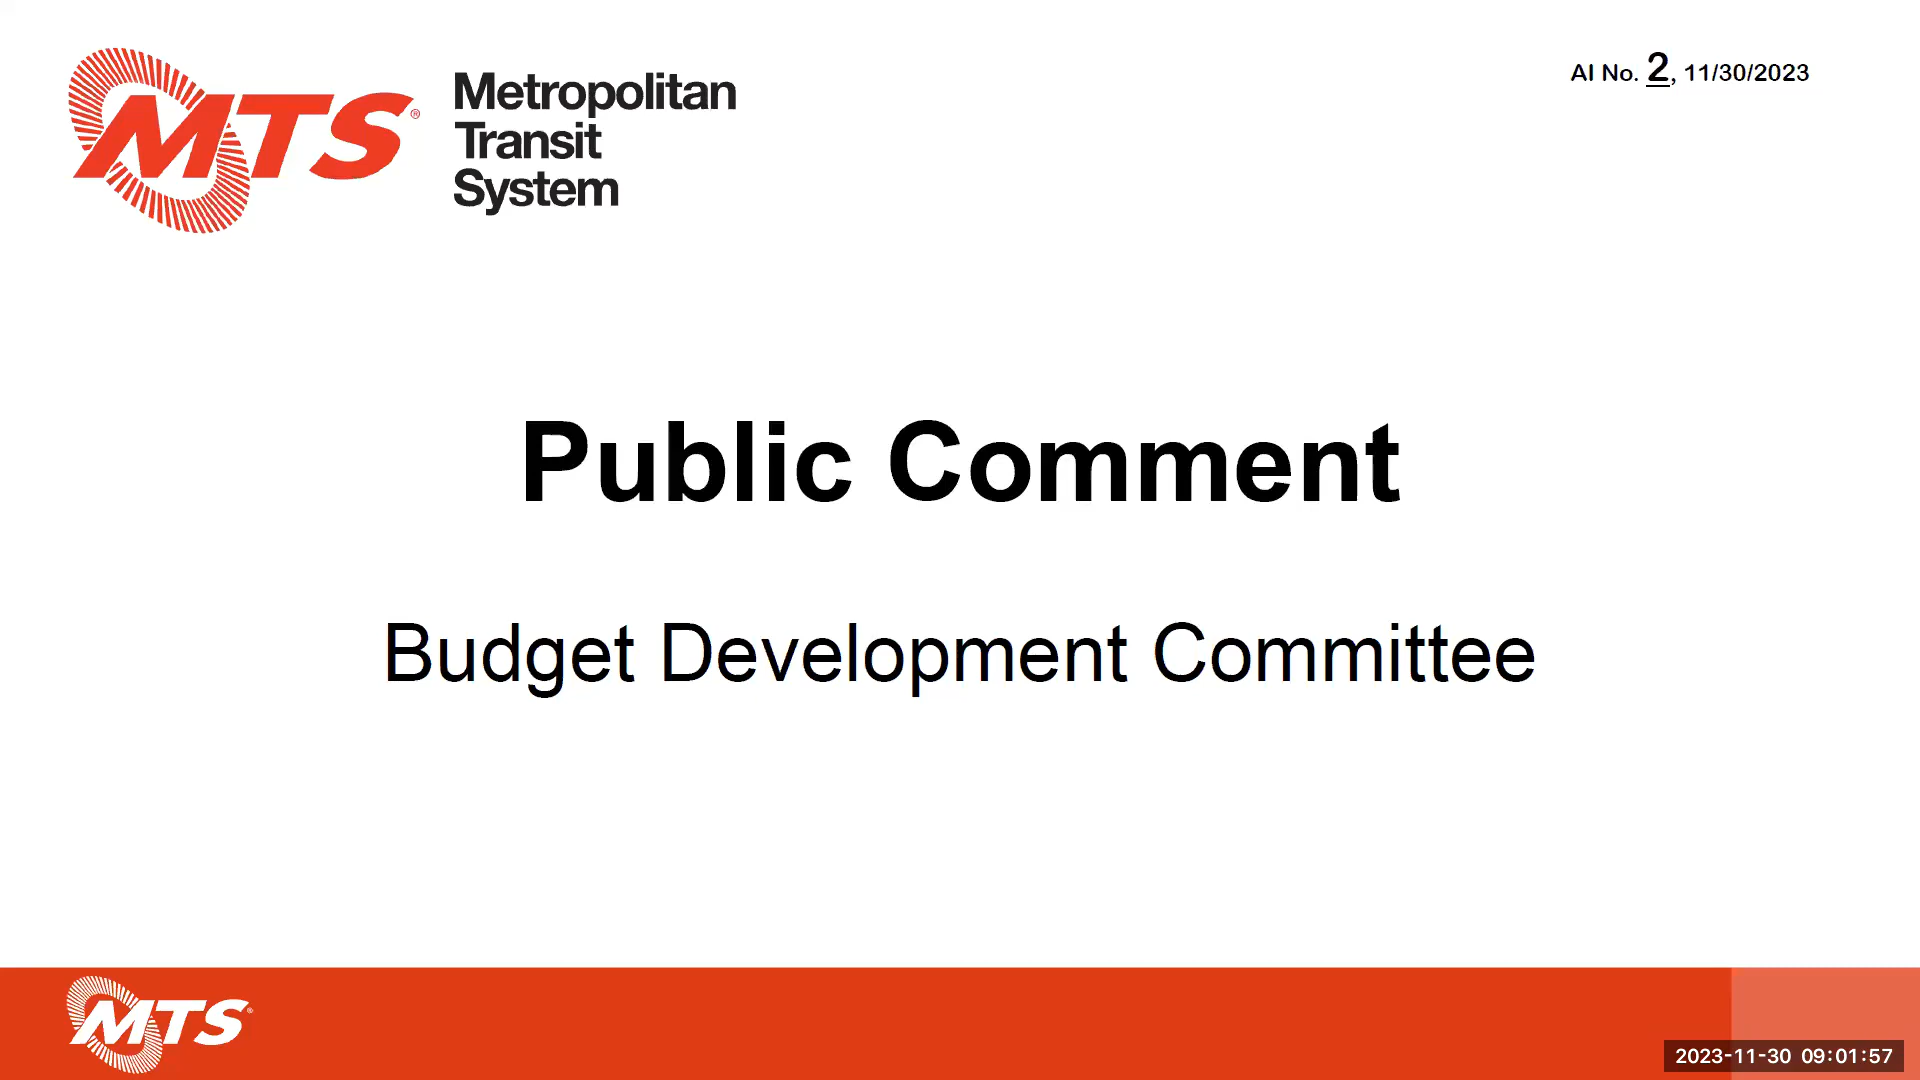 MTS®
Metropolitan
Transit
System
AI No. 2, 11/30/2023
Public Comment
Budget Development Committee
MTS®
2023-11-30 09:01:57